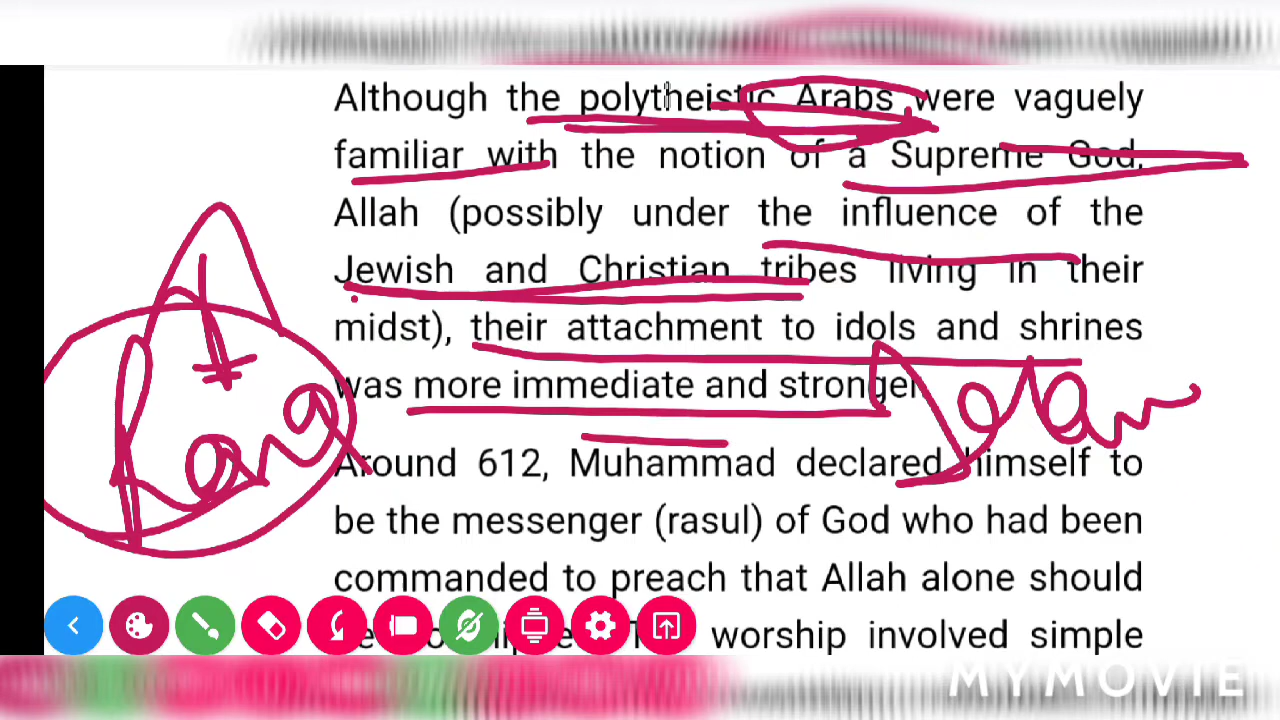 Although the polytheistic Arabs were vaguely
familiar with the notion of a Supreme God,
Allah (possibly under the influence of the
Jewish and Christian tribes living in their
midst), their attachment to idols and shrines
was more immediate and stronger
Around 612, Muhammad declared himself to
be the messenger (rasul) of God who had been
commanded to preach that Allah alone should
worship involved simple
MYMOVIE